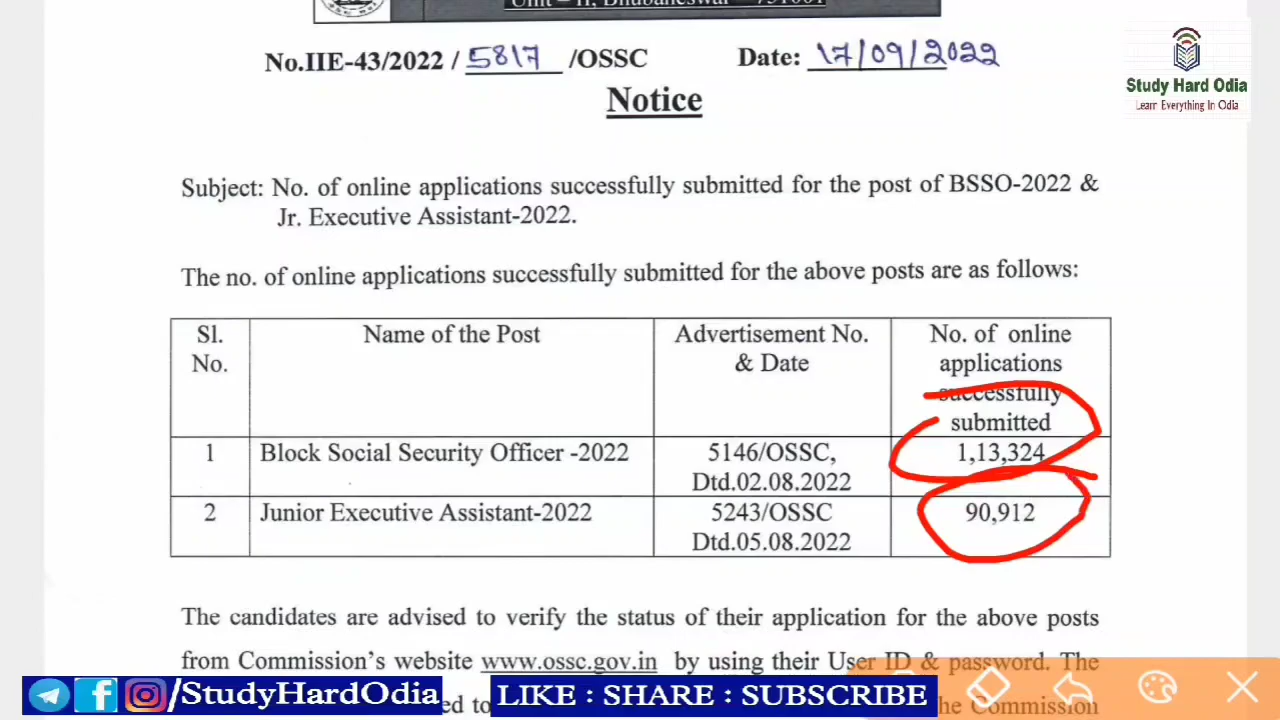 Unit – II, Bhubaneswar – 751001
No.IIE-43/2022 / 5817 /OSSC Date: 17/09/2022
Study Hard Odia
Learn Everything In Odia
Notice
Subject: No. of online applications successfully submitted for the post of BSSO-2022 &
Jr. Executive Assistant-2022.
The no. of online applications successfully submitted for the above posts are as follows:
Sl. No. Name of the Post Advertisement No. & Date No. of online applications successfully submitted
1 Block Social Security Officer -2022 5146/OSSC, Dtd.02.08.2022 1,13,324
2 Junior Executive Assistant-2022 5243/OSSC Dtd.05.08.2022 90,912
The candidates are advised to verify the status of their application for the above posts
from Commission's website www.ossc.gov.in by using their User ID & password. The
/StudyHardOdia
LIKE : SHARE : SUBSCRIBE
Commission